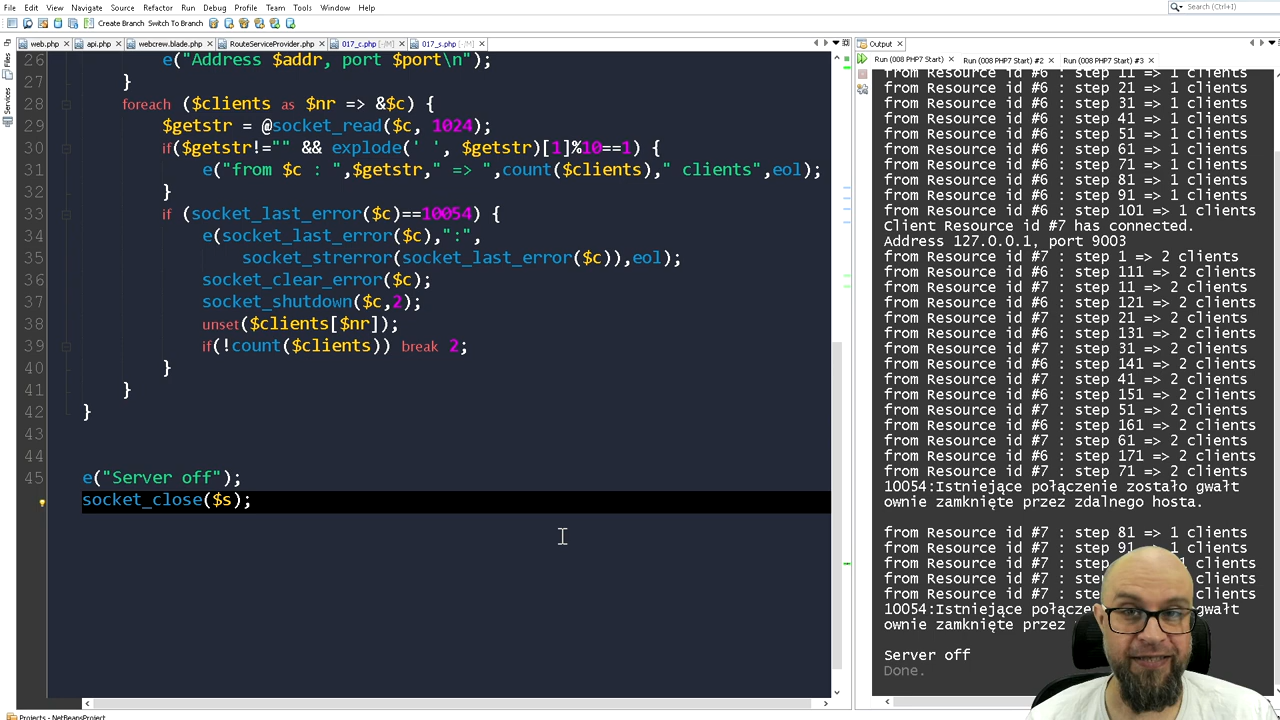 File Edit View Navigate Source Refactor Run Debug Profile Team Tools Window Help
Search (Ctrl+I)
Create Branch Switch To Branch
web.php api.php webcrew.blade.php RouteServiceProvider.php 017_c.php [-/M] 017_s.php [-/M]
Files
Services
26 e("Address $addr, port $port\n");
27 }
28 foreach ($clients as $nr => &$c) {
29 $getstr = @socket_read($c, 1024);
30 if($getstr!="" && explode(' ', $getstr)[1]%10==1) {
31 e("from $c : ",$getstr," => ",count($clients)," clients",eol);
32 }
33 if (socket_last_error($c)==10054) {
34 e(socket_last_error($c),":",
35 socket_strerror(socket_last_error($c)),eol);
36 socket_clear_error($c);
37 socket_shutdown($c,2);
38 unset($clients[$nr]);
39 if(!count($clients)) break 2;
40 }
41 }
42 }
43
44
45 e("Server off");
socket_close($s);
Output
Run (008 PHP7 Start) Run (008 PHP7 Start) #2 Run (008 PHP7 Start) #3
from Resource id #6 : step 11 => 1 clients
from Resource id #6 : step 21 => 1 clients
from Resource id #6 : step 31 => 1 clients
from Resource id #6 : step 41 => 1 clients
from Resource id #6 : step 51 => 1 clients
from Resource id #6 : step 61 => 1 clients
from Resource id #6 : step 71 => 1 clients
from Resource id #6 : step 81 => 1 clients
from Resource id #6 : step 91 => 1 clients
from Resource id #6 : step 101 => 1 clients
Client Resource id #7 has connected.
Address 127.0.0.1, port 9003
from Resource id #7 : step 1 => 2 clients
from Resource id #6 : step 111 => 2 clients
from Resource id #7 : step 11 => 2 clients
from Resource id #6 : step 121 => 2 clients
from Resource id #7 : step 21 => 2 clients
from Resource id #6 : step 131 => 2 clients
from Resource id #7 : step 31 => 2 clients
from Resource id #6 : step 141 => 2 clients
from Resource id #7 : step 41 => 2 clients
from Resource id #6 : step 151 => 2 clients
from Resource id #7 : step 51 => 2 clients
from Resource id #6 : step 161 => 2 clients
from Resource id #7 : step 61 => 2 clients
from Resource id #6 : step 171 => 2 clients
from Resource id #7 : step 71 => 2 clients
10054:Istniejące połączenie zostało gwałt
ownie zamknięte przez zdalnego hosta.
from Resource id #7 : step 81 => 1 clients
from Resource id #7 : step 91 1 clients
from Resource id #7 : ste => 1 clients
from Resource id #7 : s => 1 clients
from Resource id #7 : s => 1 clients
10054:Istniejące połącz gwałt
ownie zamknięte przez
Server off
Done.
Projects - NetBeansProject